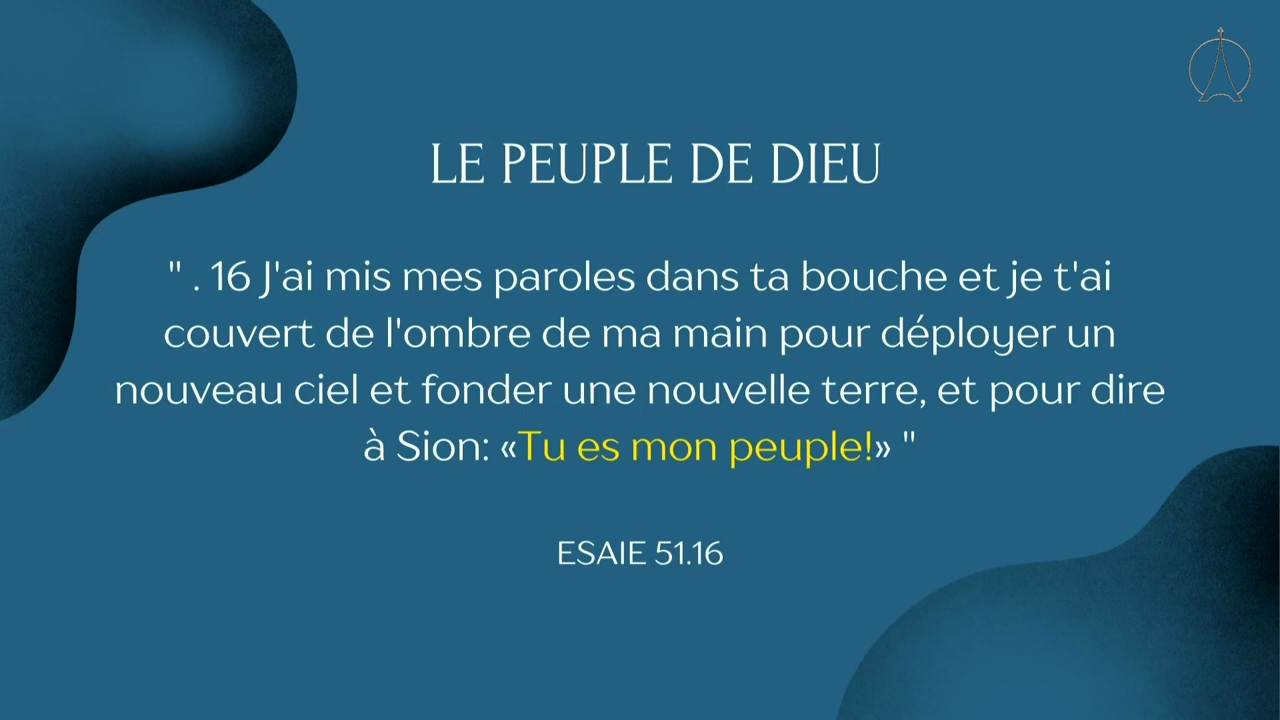 LE PEUPLE DE DIEU
" . 16 J'ai mis mes paroles dans ta bouche et je t'ai
couvert de l'ombre de ma main pour déployer un
nouveau ciel et fonder une nouvelle terre, et pour dire
à Sion: «Tu es mon peuple!» "
ESAIE 51.16